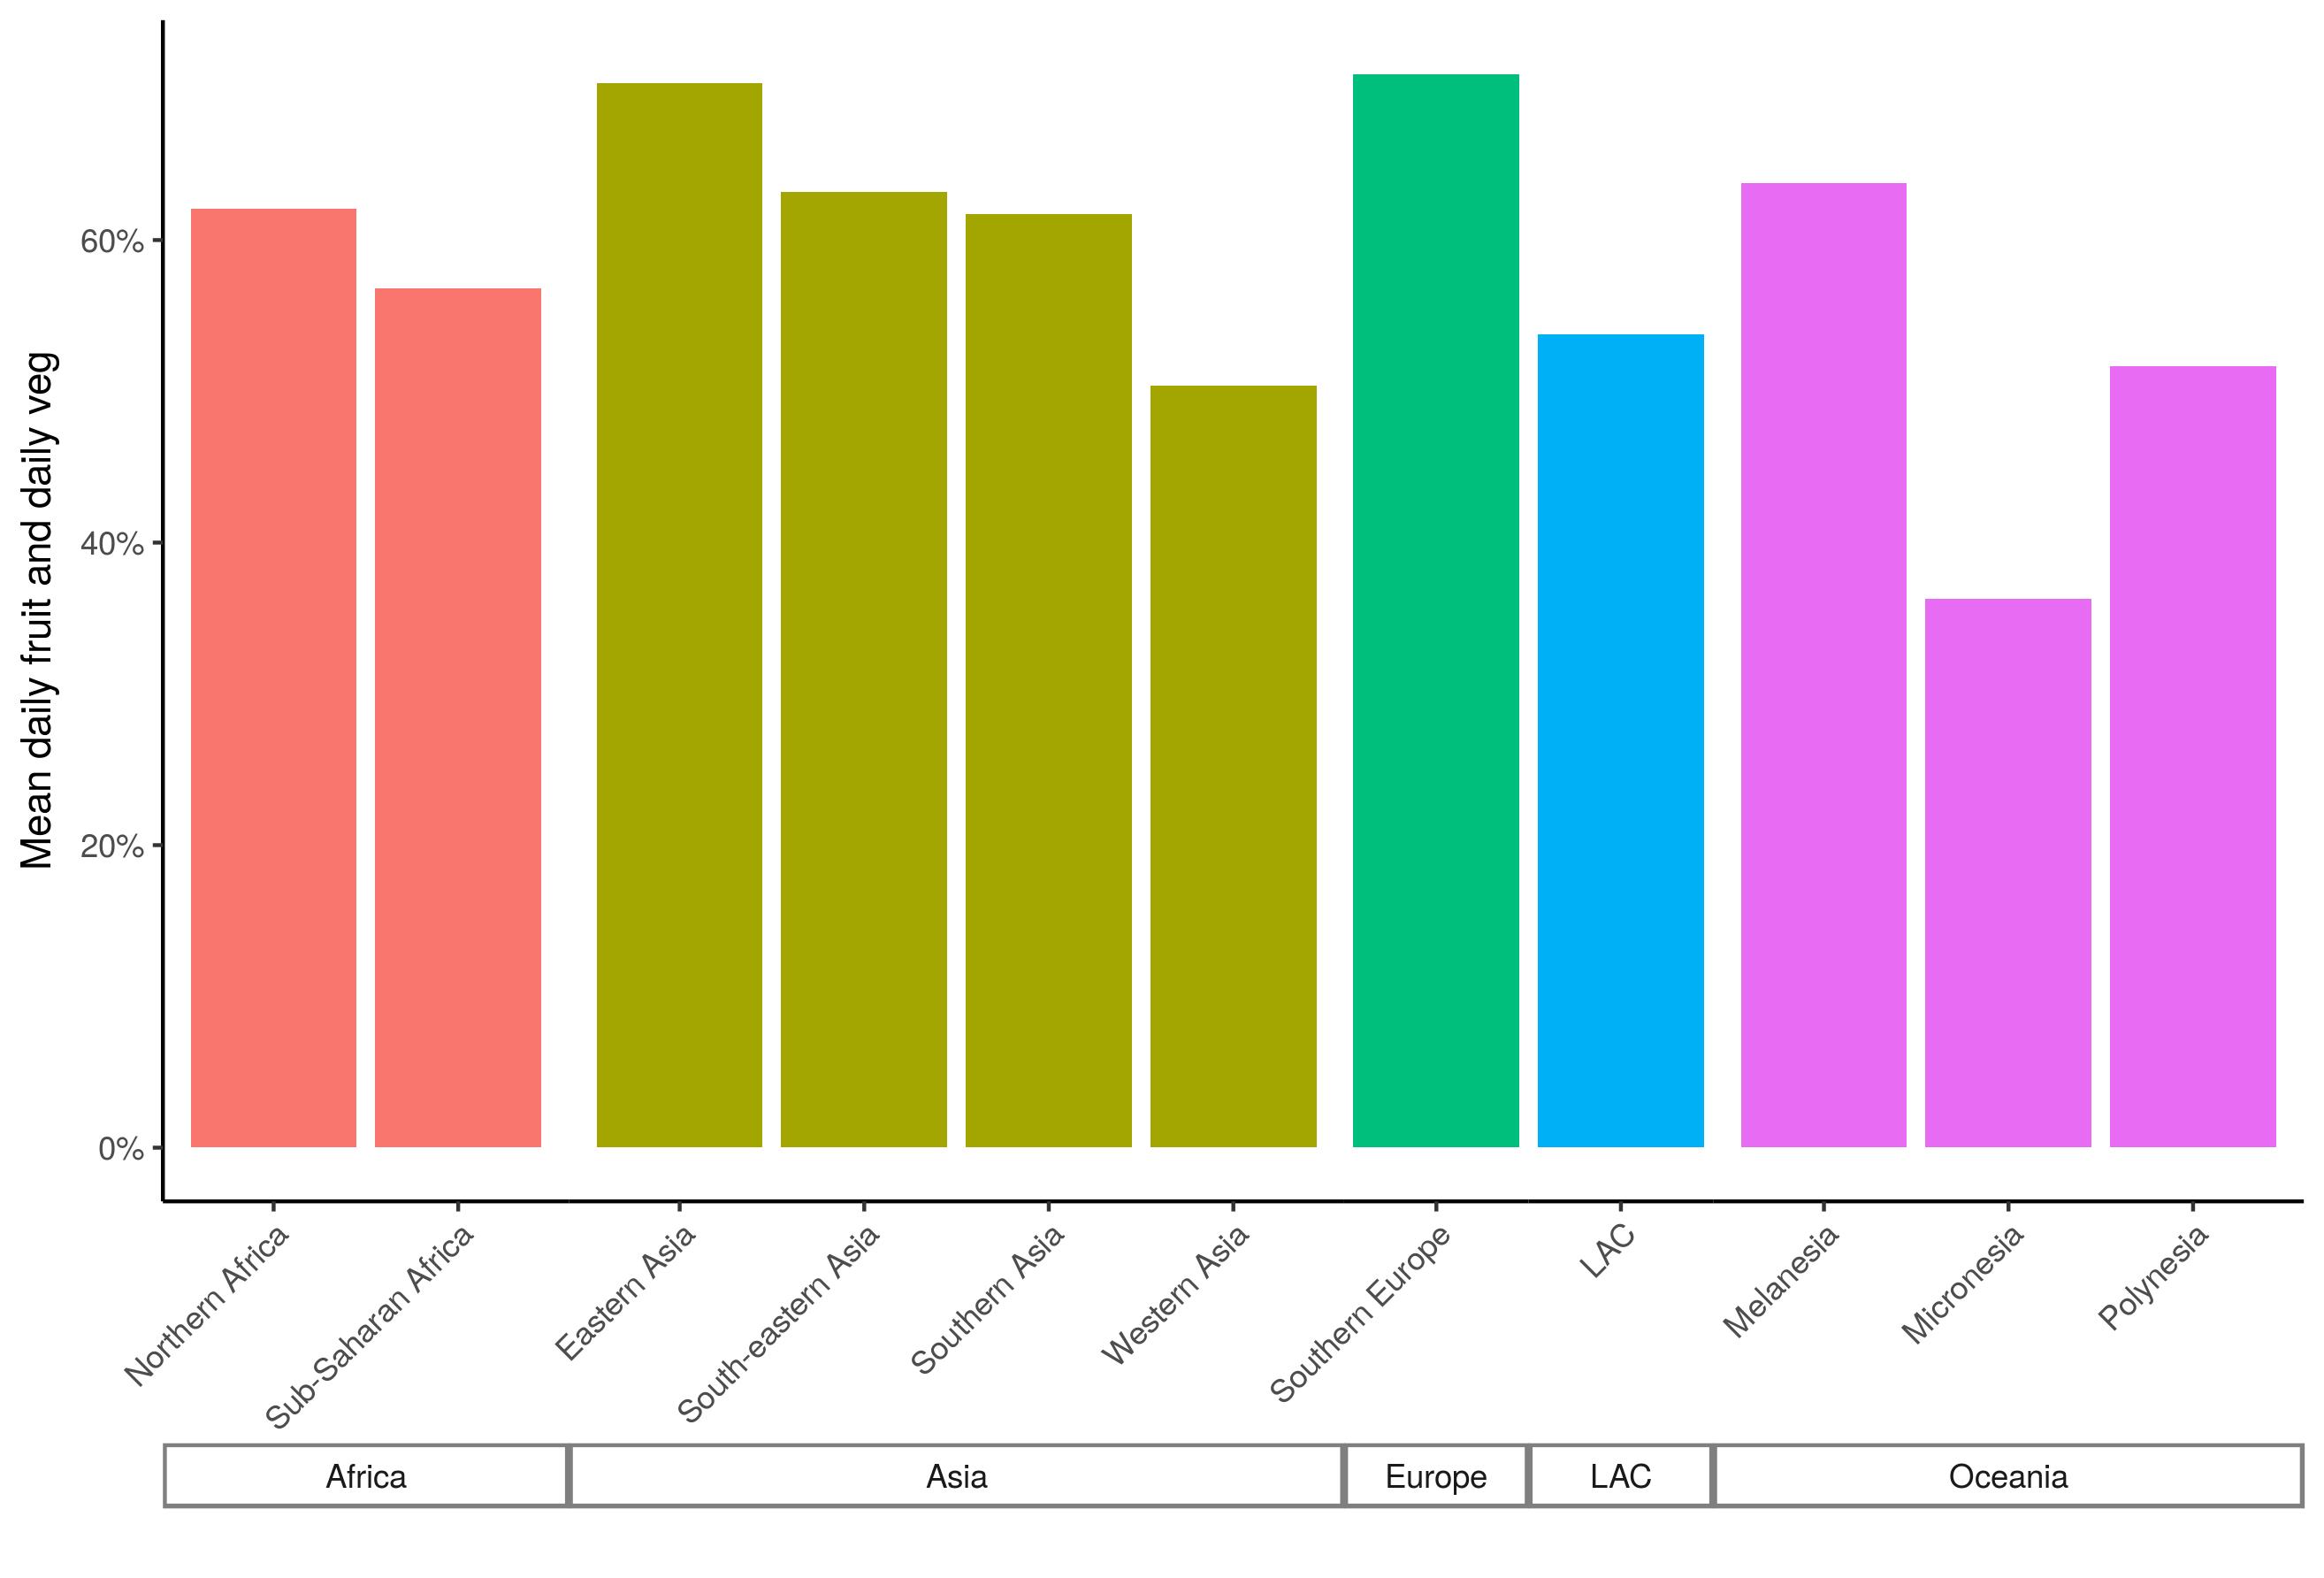 Mean daily fruit and daily veg
60%
40%
20%
0%
Northern Africa
Sub-Saharan Africa
Eastern Asia
South-eastern Asia
Southern Asia
Western Asia
Southern Europe
LAC
Melanesia
Micronesia
Polynesia
Africa
Asia
Europe
LAC
Oceania